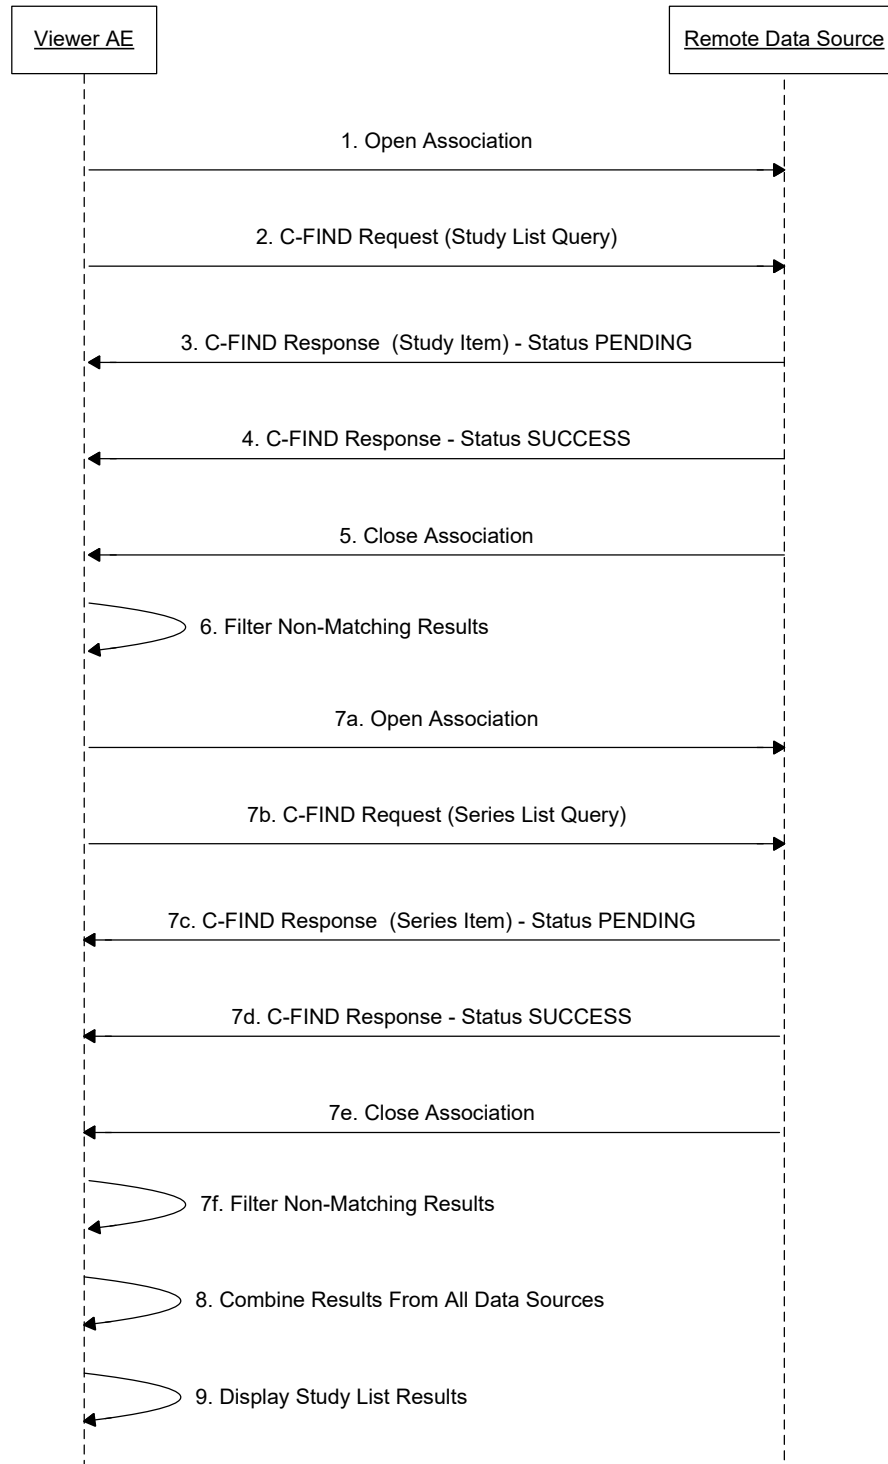 Viewer AE
Remote Data Source
1. Open Association
2. C-FIND Request (Study List Query)
3. C-FIND Response  (Study Item) - Status PENDING
4. C-FIND Response - Status SUCCESS
5. Close Association
6. Filter Non-Matching Results
7a. Open Association
7b. C-FIND Request (Series List Query)
7c. C-FIND Response  (Series Item) - Status PENDING
7d. C-FIND Response - Status SUCCESS
7e. Close Association
7f. Filter Non-Matching Results
8. Combine Results From All Data Sources
9. Display Study List Results